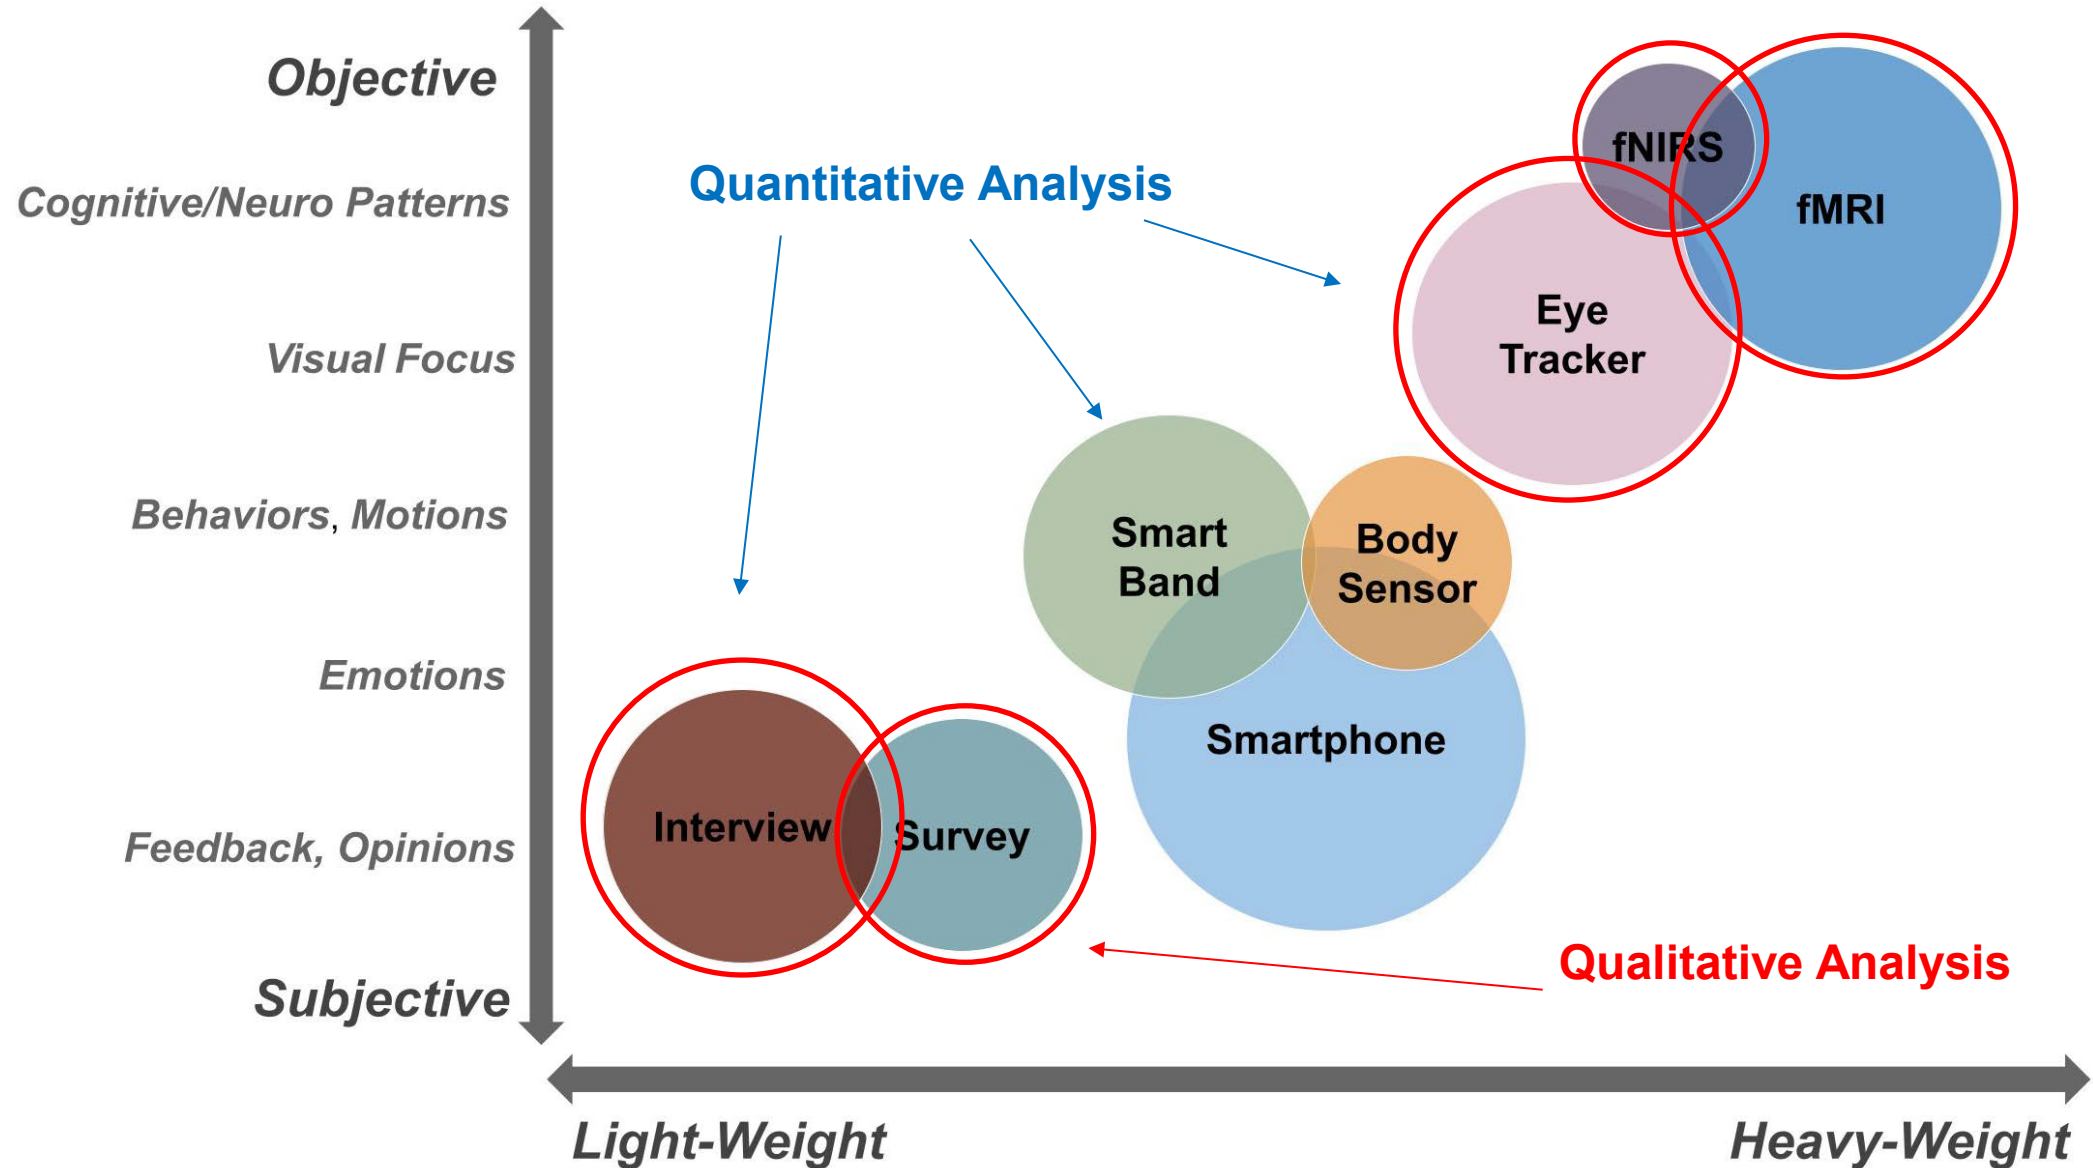 Objective
Cognitive/Neuro Patterns
Visual Focus
Behaviors, Motions
Emotions
Feedback, Opinions
Subjective
Quantitative Analysis
fNIRS
fMRI
Eye
Tracker
Smart
Band
Body
Sensor
Smartphone
Interview
Survey
Qualitative Analysis
Light-Weight
Heavy-Weight